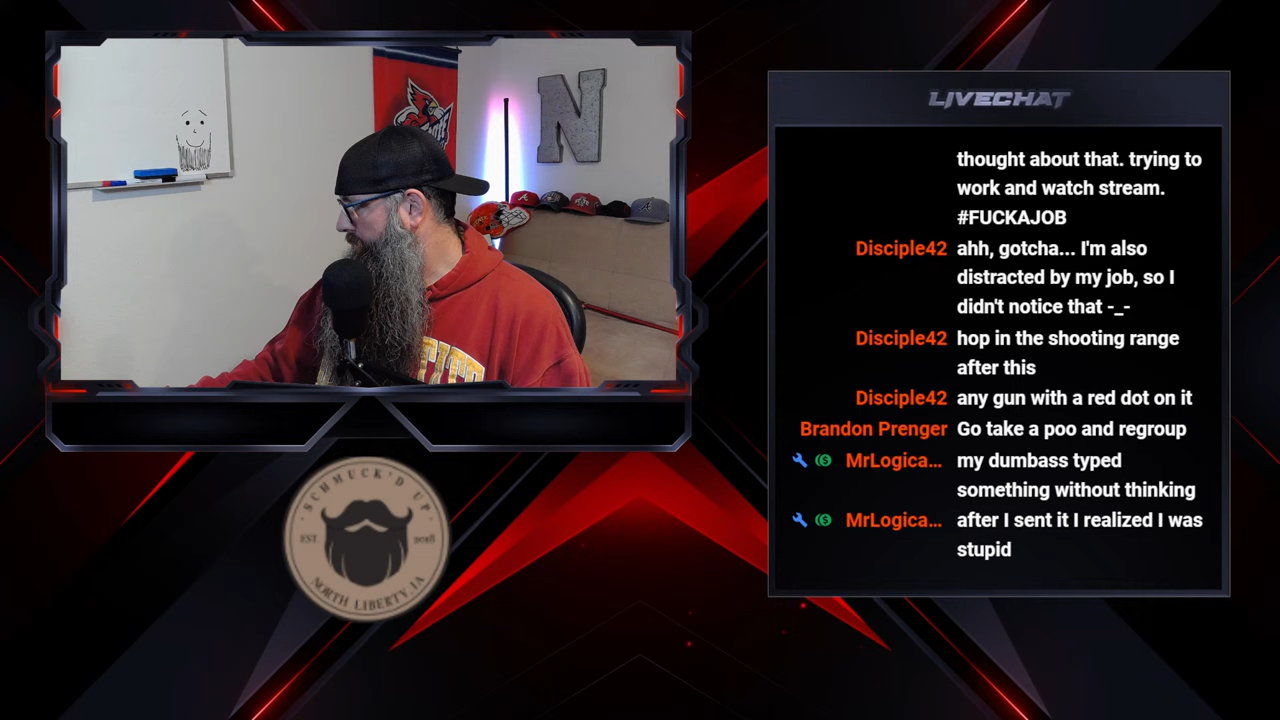 N
LIVECHAT
thought about that. trying to
work and watch stream.
#FUCKAJOB
Disciple42 ahh, gotcha... I'm also
distracted by my job, so I
didn't notice that -_-
Disciple42 hop in the shooting range
after this
Disciple42 any gun with a red dot on it
Brandon Prenger Go take a poo and regroup
MrLogica... my dumbass typed
something without thinking
MrLogica... after I sent it I realized I was
stupid
SCHMUCK'D UP
EST. 2018
NORTH LIBERTY, IA